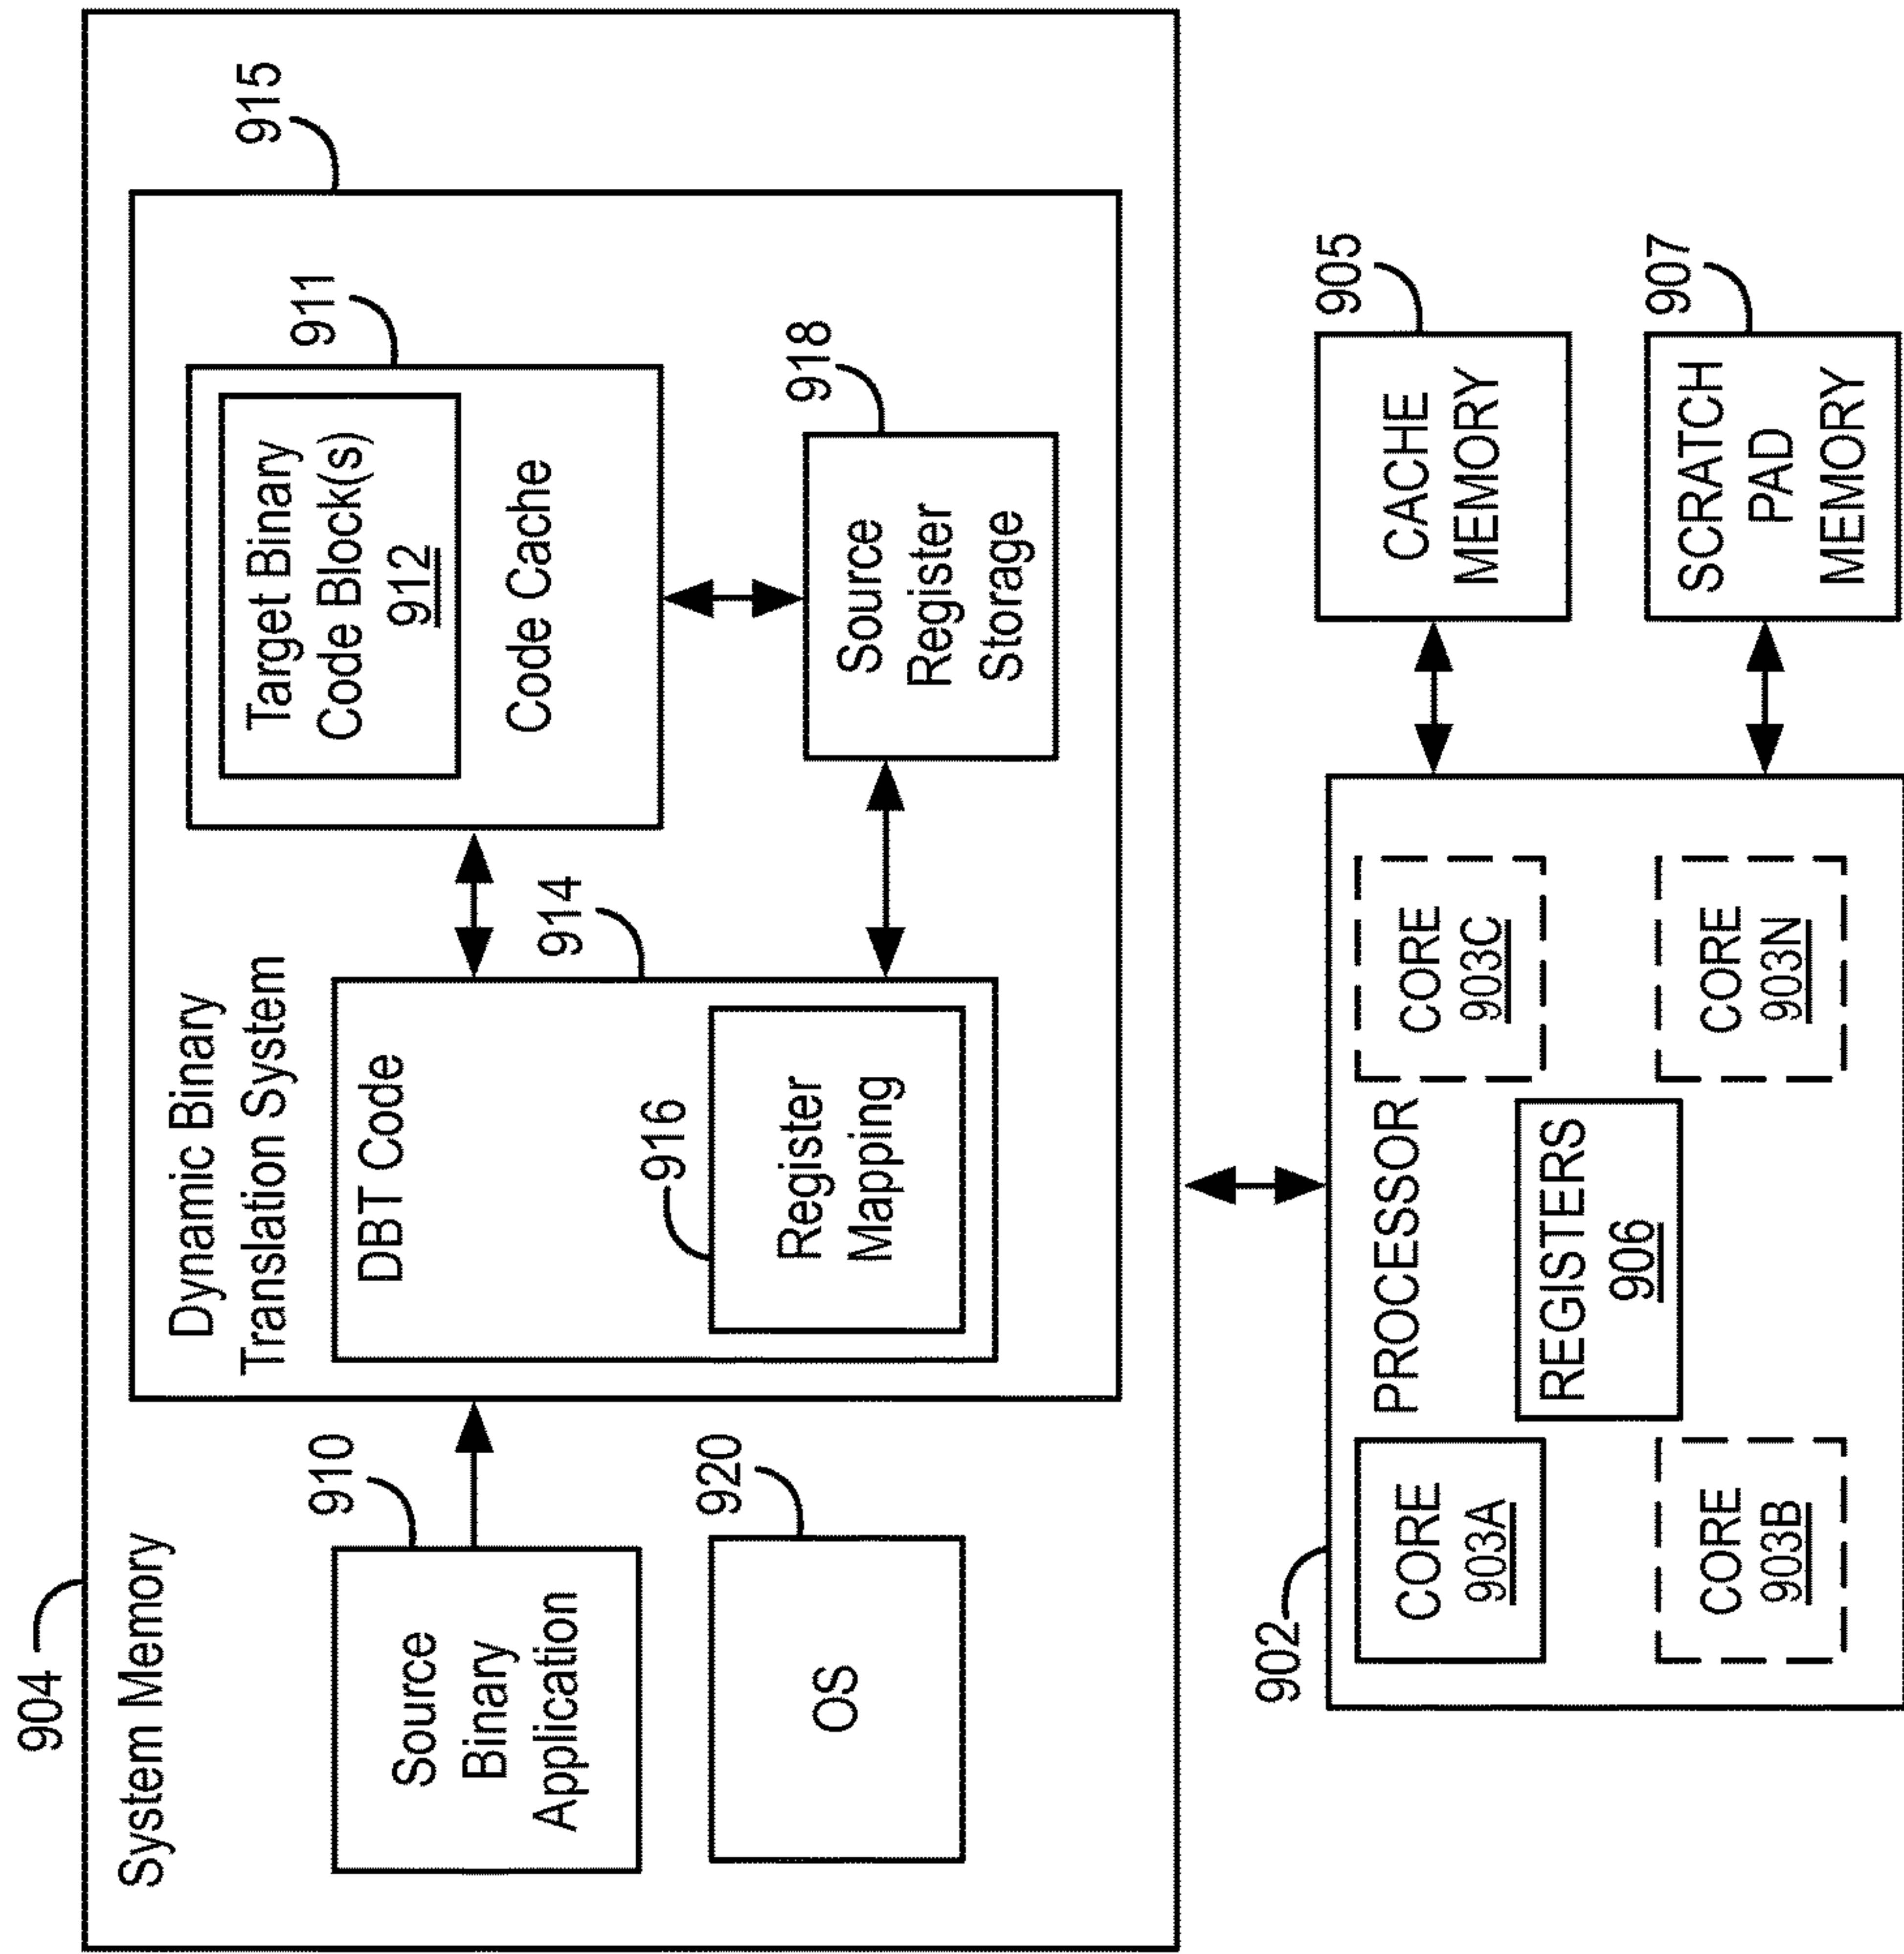 904
System Memory
915
Dynamic Binary
Translation System
910
Source
Binary
Application
920
OS
914
DBT Code
916
Register
Mapping
911
Target Binary
Code Block(s)
912
Code Cache
918
Source
Register
Storage
902
PROCESSOR
CORE
903A
CORE
903B
REGISTERS
906
CORE
903C
CORE
903N
905
CACHE
MEMORY
907
SCRATCH
PAD
MEMORY